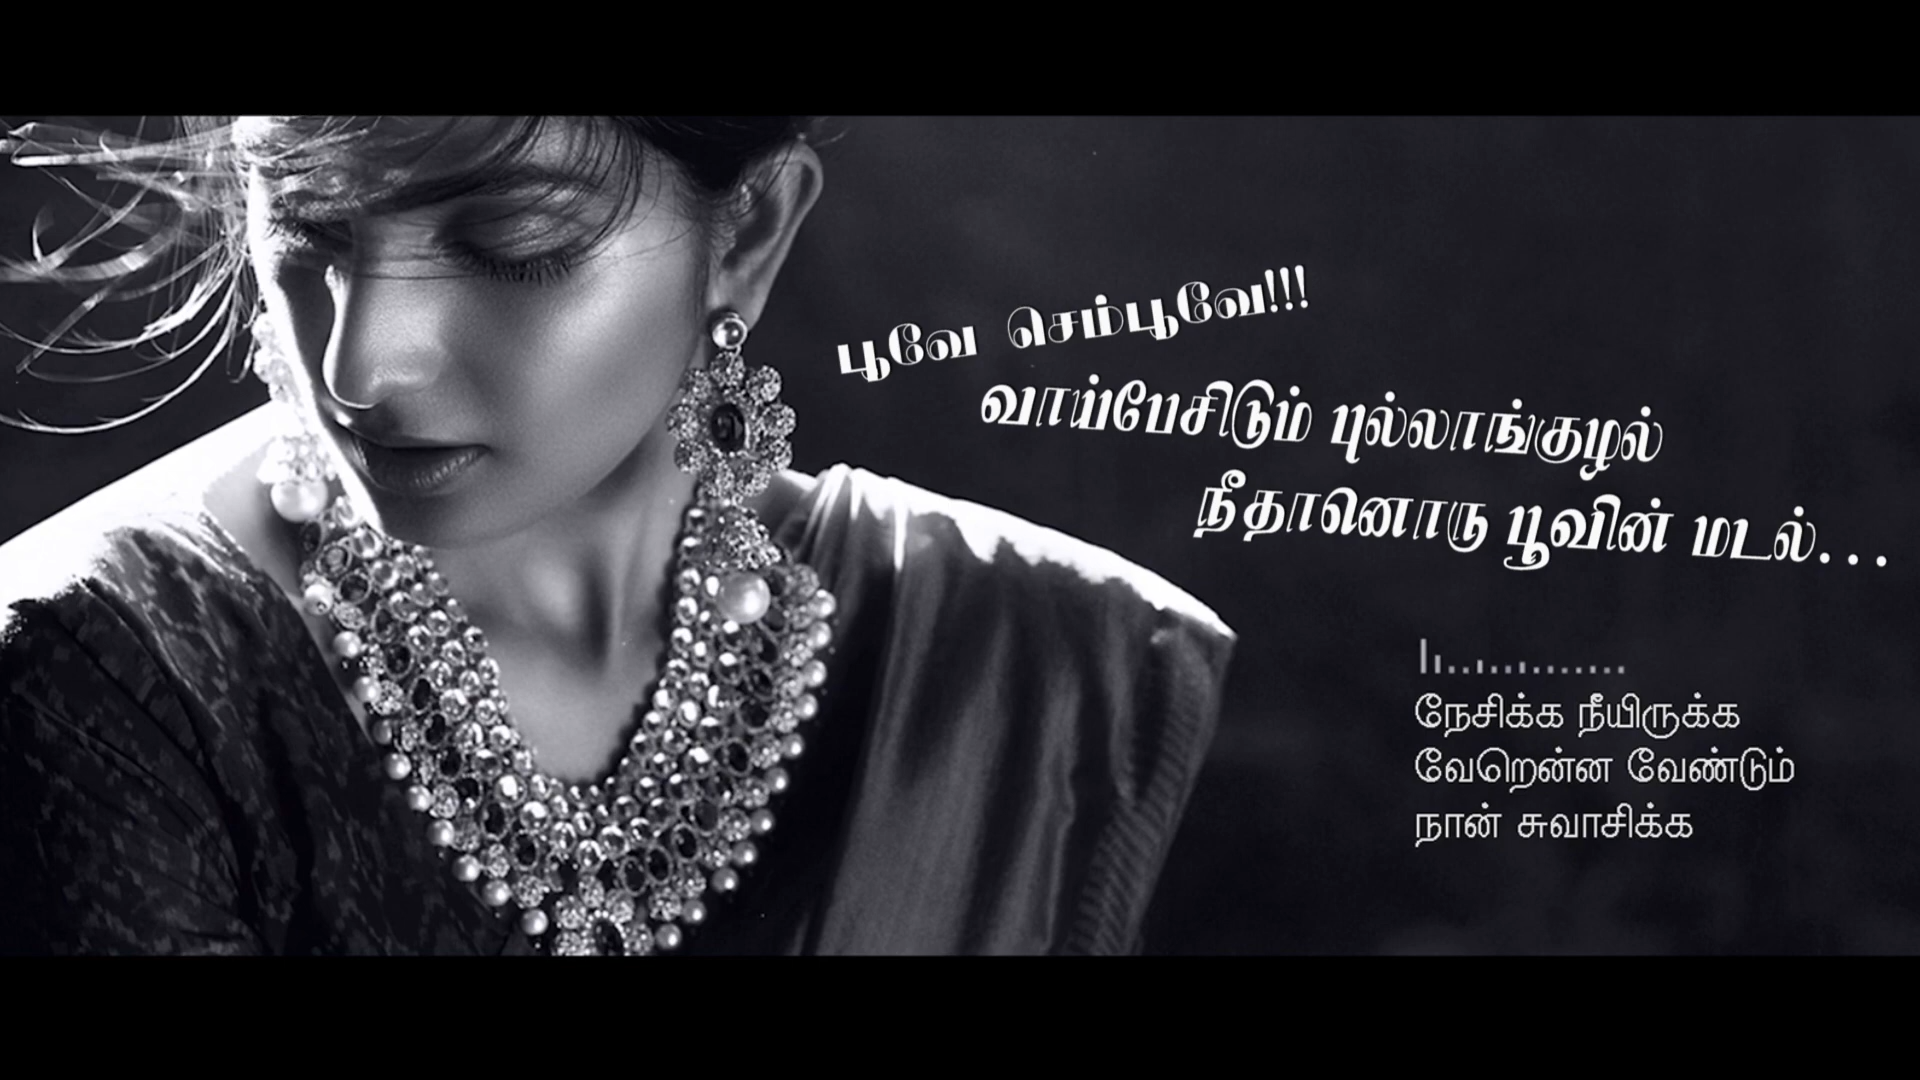 பூவே செம்பூவே!!!
வாய்பேசிடும் புல்லாங்குழல்
நீதானொரு பூவின் மடல்...
நேசிக்க நீயிருக்க
வேறென்ன வேண்டும்
நான் சுவாசிக்க